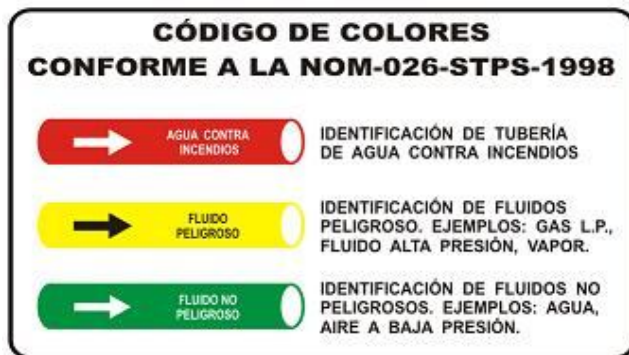 CÓDIGO DE COLORES
CONFORME A LA NOM-026-STPS-1998
AGUA CONTRA
INCENDIOS
IDENTIFICACIÓN DE TUBERÍA
DE AGUA CONTRA INCENDIOS
FLUIDO
PELIGROSO
IDENTIFICACIÓN DE FLUIDOS
PELIGROSO. EJEMPLOS: GAS L.P.,
FLUIDO ALTA PRESIÓN, VAPOR.
FLUIDO NO
PELIGROSO
IDENTIFICACIÓN DE FLUIDOS NO
PELIGROSOS. EJEMPLOS: AGUA,
AIRE A BAJA PRESIÓN.